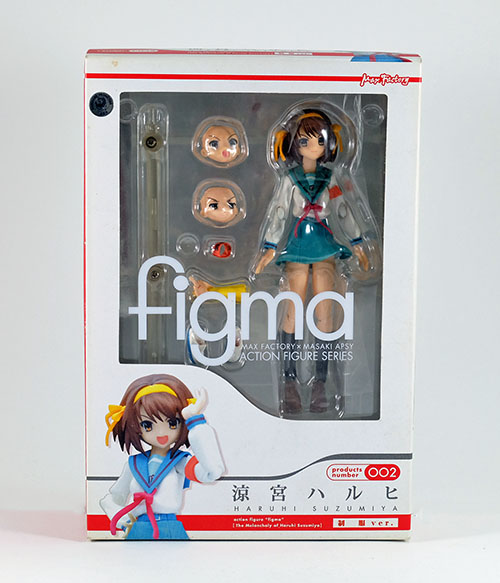 Max Factory
figma
MAX FACTORY × MASAKI APSY
ACTION FIGURE SERIES
products
number 002
涼宮ハルヒ
HARUHI SUZUMIYA
action figure "figma"
[The Melancholy of Haruhi Suzumiya]
制服ver.